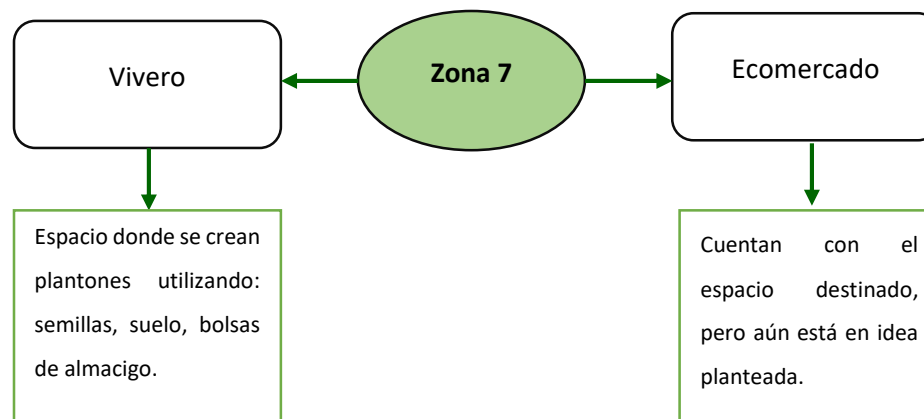 Vivero
Zona 7
Ecomercado
Espacio donde se crean
plantones utilizando:
semillas, suelo, bolsas
de almacigo.
Cuentan con el
espacio destinado,
pero aún está en idea
planteada.